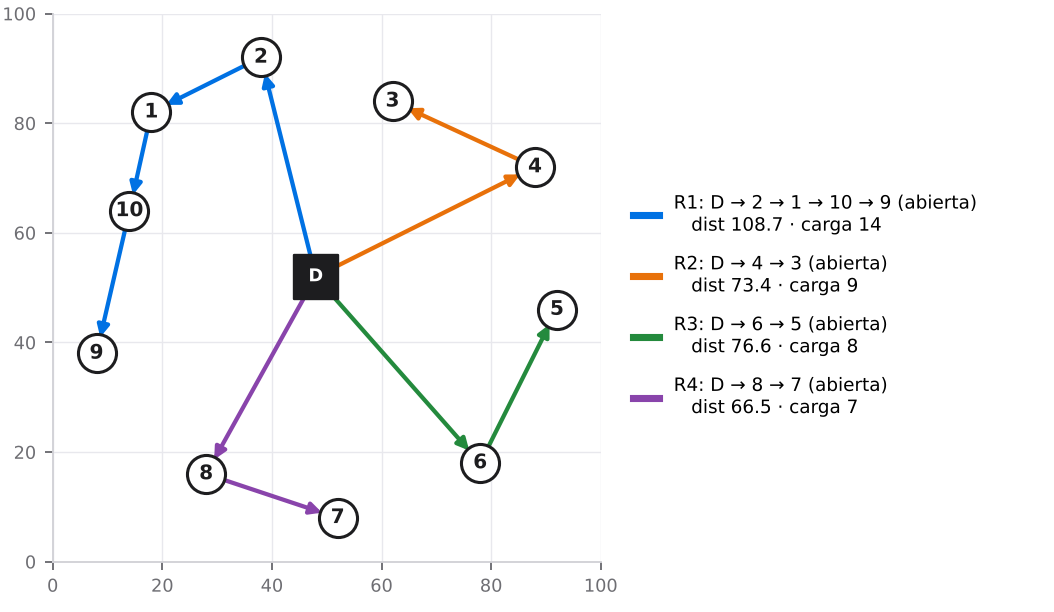 100
80
60
40
20
0
0 20 40 60 80 100
2
1
3
4
10
D
5
9
6
8
7
R1: D → 2 → 1 → 10 → 9 (abierta)
dist 108.7 · carga 14
R2: D → 4 → 3 (abierta)
dist 73.4 · carga 9
R3: D → 6 → 5 (abierta)
dist 76.6 · carga 8
R4: D → 8 → 7 (abierta)
dist 66.5 · carga 7